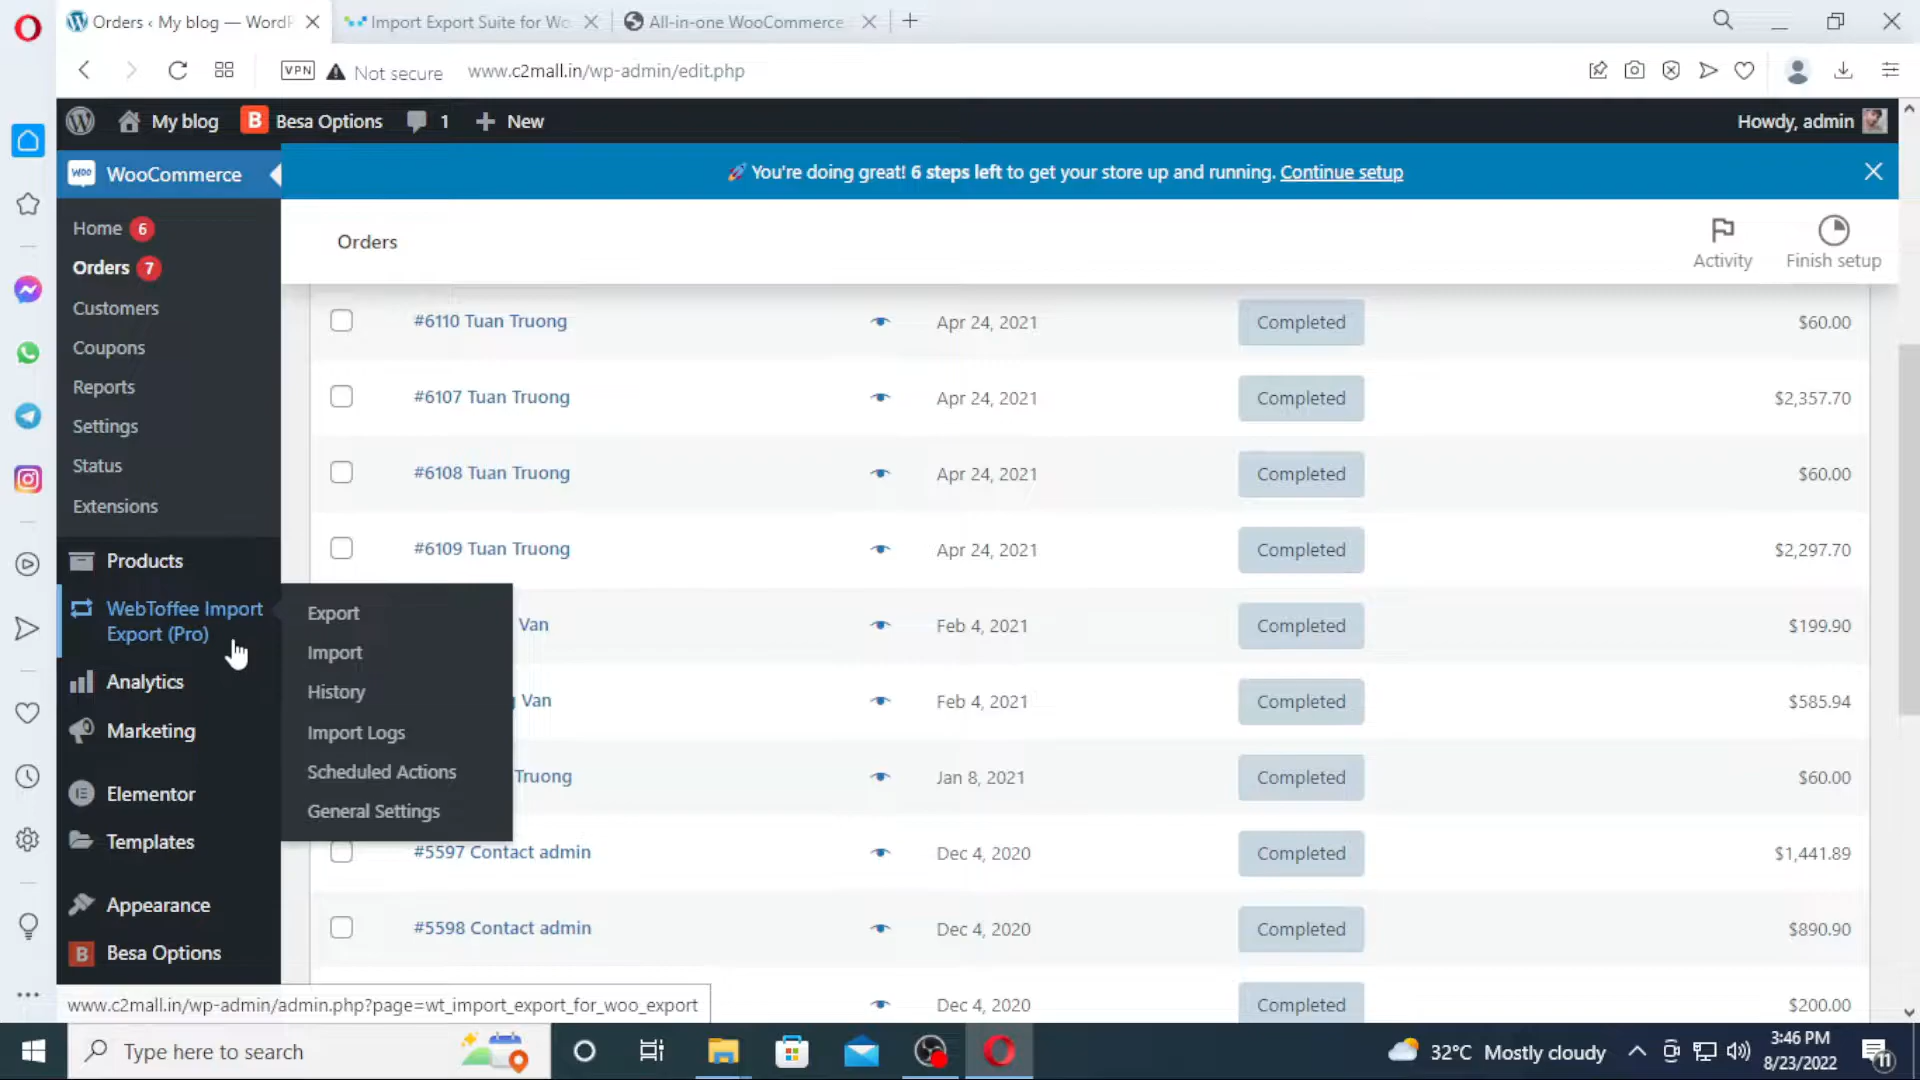 Orders ‹ My blog — WordP
Import Export Suite for Wo
All-in-one WooCommerce
VPN
Not secure
www.c2mall.in/wp-admin/edit.php
My blog
B
Besa Options
1
New
Howdy, admin
WOO
WooCommerce
🚀 You're doing great! 6 steps left to get your store up and running. Continue setup
Home 6
Orders 7
Customers
Coupons
Reports
Settings
Status
Extensions
Products
WebToffee Import
Export (Pro)
Analytics
Marketing
Elementor
Templates
Appearance
B Besa Options
Export
Import
History
Import Logs
Scheduled Actions
General Settings
Orders
Activity
Finish setup
#6110 Tuan Truong Apr 24, 2021 Completed $60.00
#6107 Tuan Truong Apr 24, 2021 Completed $2,357.70
#6108 Tuan Truong Apr 24, 2021 Completed $60.00
#6109 Tuan Truong Apr 24, 2021 Completed $2,297.70
Van Feb 4, 2021 Completed $199.90
Van Feb 4, 2021 Completed $585.94
Truong Jan 8, 2021 Completed $60.00
#5597 Contact admin Dec 4, 2020 Completed $1,441.89
#5598 Contact admin Dec 4, 2020 Completed $890.90
Dec 4, 2020 Completed $200.00
www.c2mall.in/wp-admin/admin.php?page=wt_import_export_for_woo_export
Type here to search
32°C Mostly cloudy
3:46 PM
8/23/2022
11